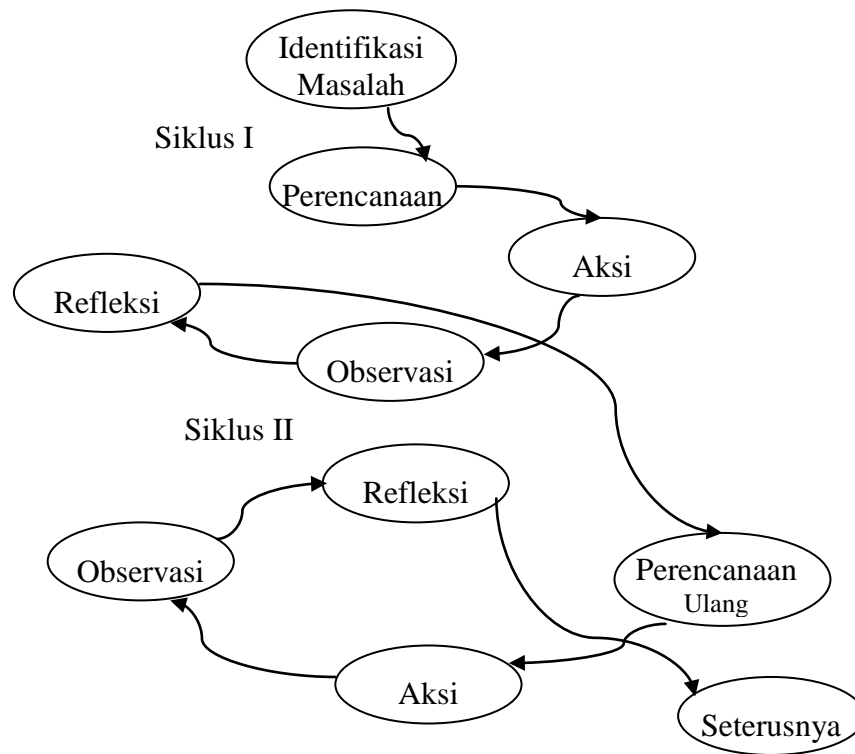 Identifikasi
Masalah
Siklus I
Perencanaan
Aksi
Refleksi
Observasi
Siklus II
Refleksi
Observasi
Perencanaan
Ulang
Aksi
Seterusnya